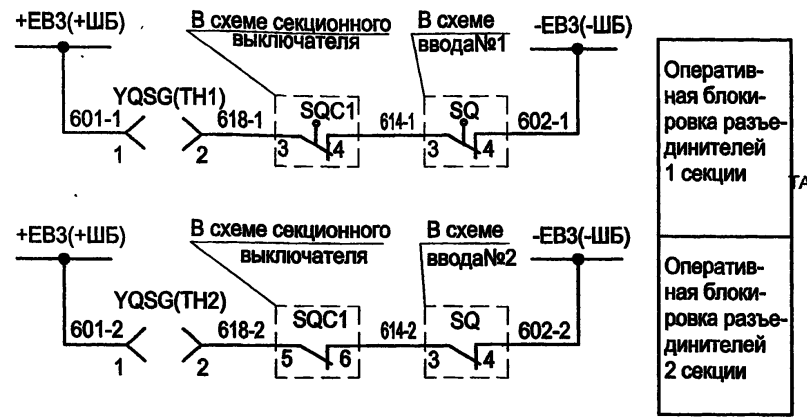 +ЕВ3(+ШБ)
В схеме секционного
выключателя
В схеме
ввода№1
-ЕВ3(-ШБ)
YQSG(TH1)
601-1
1
2
618-1
SQC1
3
4
614-1
SQ
3
4
602-1
Оператив-
ная блоки-
ровка разъе-
динителей
1 секции
ТА
+ЕВ3(+ШБ)
В схеме секционного
выключателя
В схеме
ввода№2
-ЕВ3(-ШБ)
YQSG(TH2)
601-2
1
2
618-2
SQC1
5
6
614-2
SQ
3
4
602-2
Оператив-
ная блоки-
ровка разъе-
динителей
2 секции